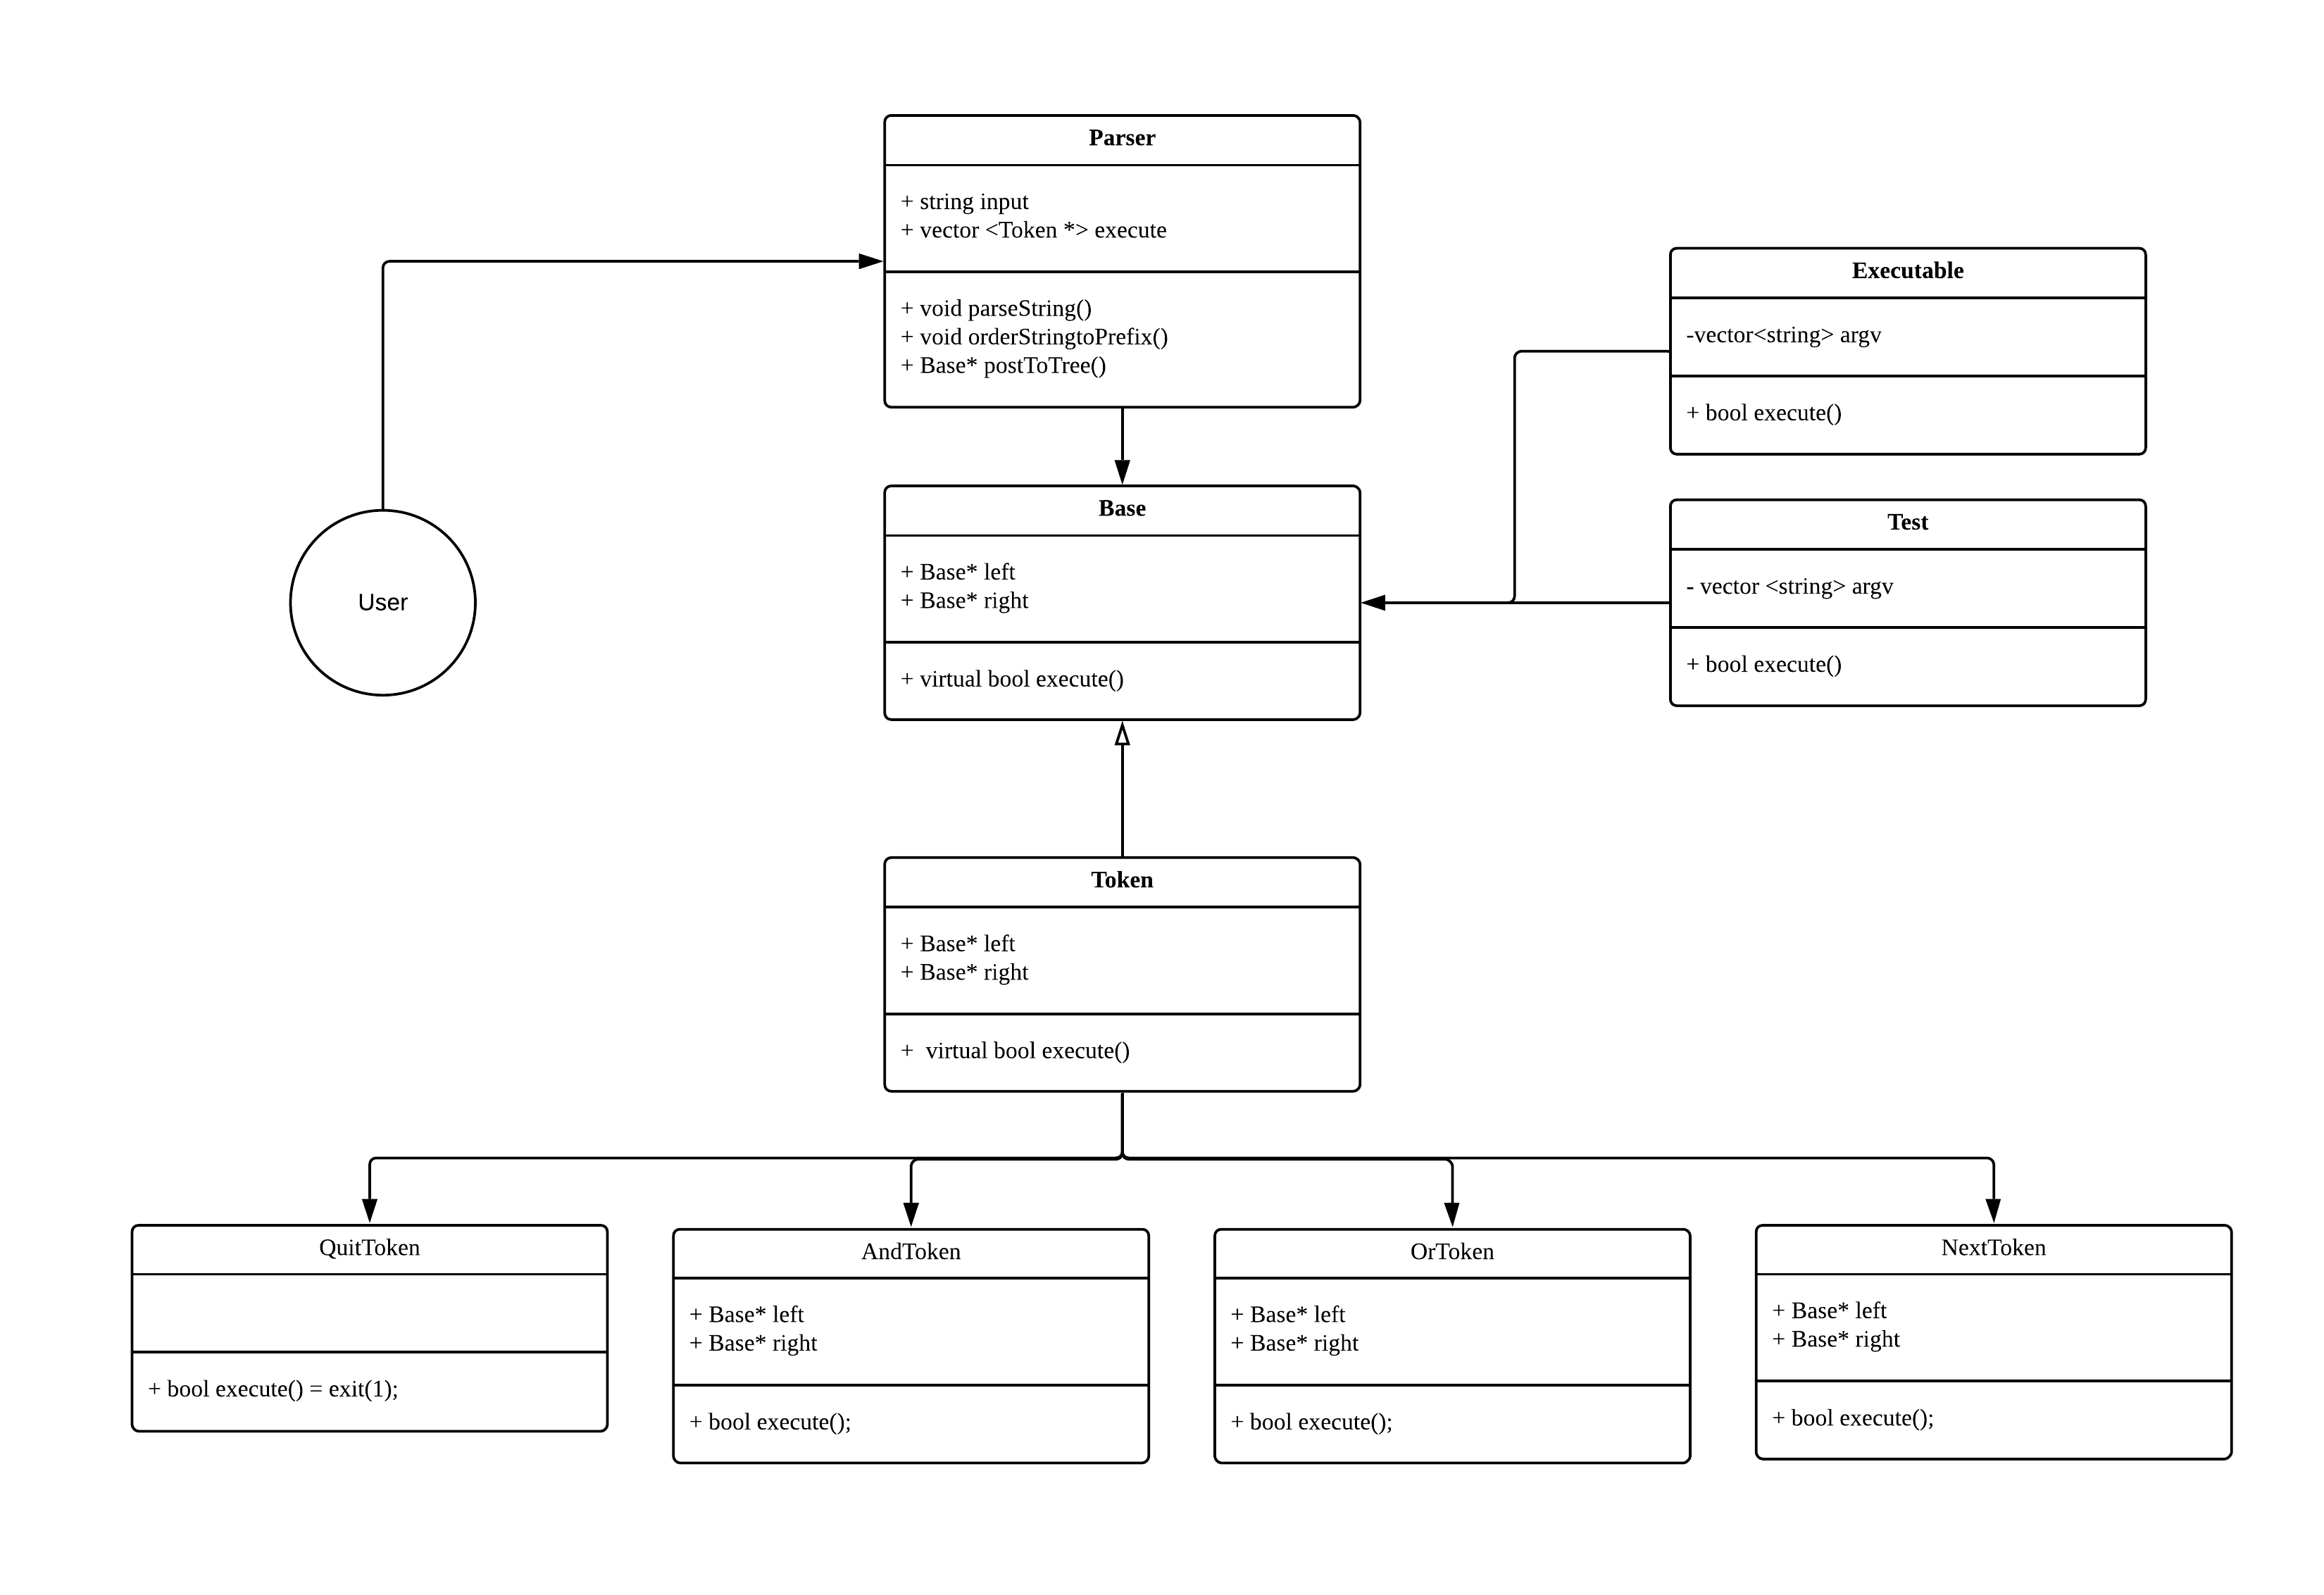 Parser
+ string input
+ vector <Token *> execute
+ void parseString()
+ void orderStringtoPrefix()
+ Base* postToTree()
Executable
-vector<string> argv
+ bool execute()
User
Base
+ Base* left
+ Base* right
+ virtual bool execute()
Test
- vector <string> argv
+ bool execute()
Token
+ Base* left
+ Base* right
+  virtual bool execute()
QuitToken
+ bool execute() = exit(1);
AndToken
+ Base* left
+ Base* right
+ bool execute();
OrToken
+ Base* left
+ Base* right
+ bool execute();
NextToken
+ Base* left
+ Base* right
+ bool execute();